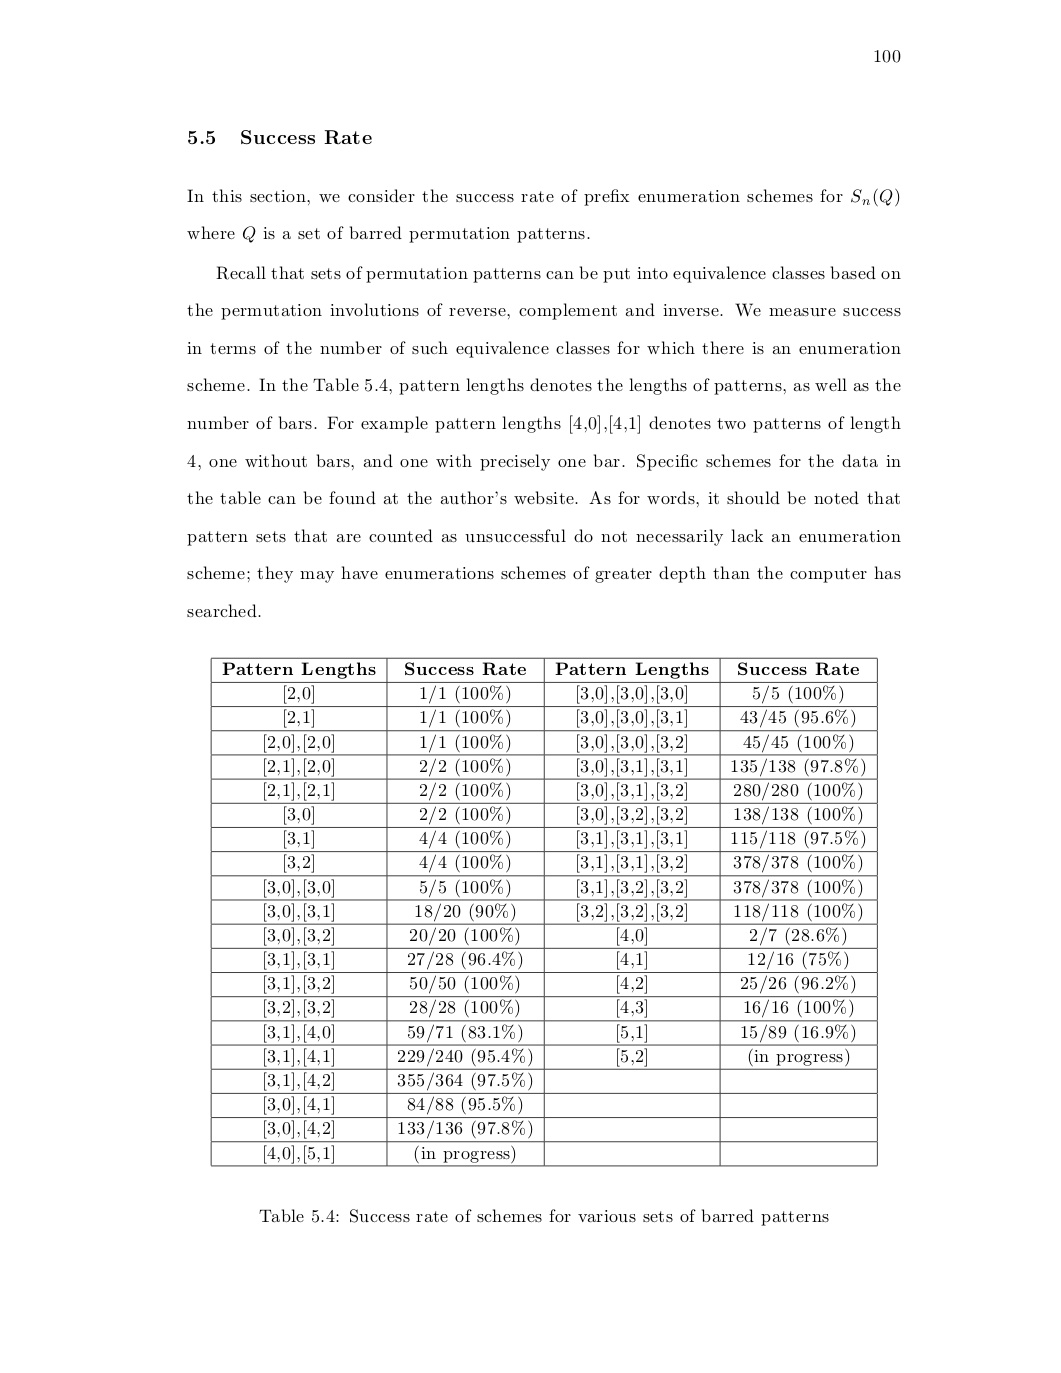 100
5.5 Success Rate
In this section, we consider the success rate of prefix enumeration schemes for Sn(Q)
where Q is a set of barred permutation patterns.
Recall that sets of permutation patterns can be put into equivalence classes based on
the permutation involutions of reverse, complement and inverse. We measure success
in terms of the number of such equivalence classes for which there is an enumeration
scheme. In the Table 5.4, pattern lengths denotes the lengths of patterns, as well as the
number of bars. For example pattern lengths [4,0],[4,1] denotes two patterns of length
4, one without bars, and one with precisely one bar. Specific schemes for the data in
the table can be found at the author's website. As for words, it should be noted that
pattern sets that are counted as unsuccessful do not necessarily lack an enumeration
scheme; they may have enumerations schemes of greater depth than the computer has
searched.
Pattern Lengths Success Rate Pattern Lengths Success Rate
[2,0] 1/1 (100%) [3,0],[3,0],[3,0] 5/5 (100%)
[2,1] 1/1 (100%) [3,0],[3,0],[3,1] 43/45 (95.6%)
[2,0],[2,0] 1/1 (100%) [3,0],[3,0],[3,2] 45/45 (100%)
[2,1],[2,0] 2/2 (100%) [3,0],[3,1],[3,1] 135/138 (97.8%)
[2,1],[2,1] 2/2 (100%) [3,0],[3,1],[3,2] 280/280 (100%)
[3,0] 2/2 (100%) [3,0],[3,2],[3,2] 138/138 (100%)
[3,1] 4/4 (100%) [3,1],[3,1],[3,1] 115/118 (97.5%)
[3,2] 4/4 (100%) [3,1],[3,1],[3,2] 378/378 (100%)
[3,0],[3,0] 5/5 (100%) [3,1],[3,2],[3,2] 378/378 (100%)
[3,0],[3,1] 18/20 (90%) [3,2],[3,2],[3,2] 118/118 (100%)
[3,0],[3,2] 20/20 (100%) [4,0] 2/7 (28.6%)
[3,1],[3,1] 27/28 (96.4%) [4,1] 12/16 (75%)
[3,1],[3,2] 50/50 (100%) [4,2] 25/26 (96.2%)
[3,2],[3,2] 28/28 (100%) [4,3] 16/16 (100%)
[3,1],[4,0] 59/71 (83.1%) [5,1] 15/89 (16.9%)
[3,1],[4,1] 229/240 (95.4%) [5,2] (in progress)
[3,1],[4,2] 355/364 (97.5%)
[3,0],[4,1] 84/88 (95.5%)
[3,0],[4,2] 133/136 (97.8%)
[4,0],[5,1] (in progress)
Table 5.4: Success rate of schemes for various sets of barred patterns